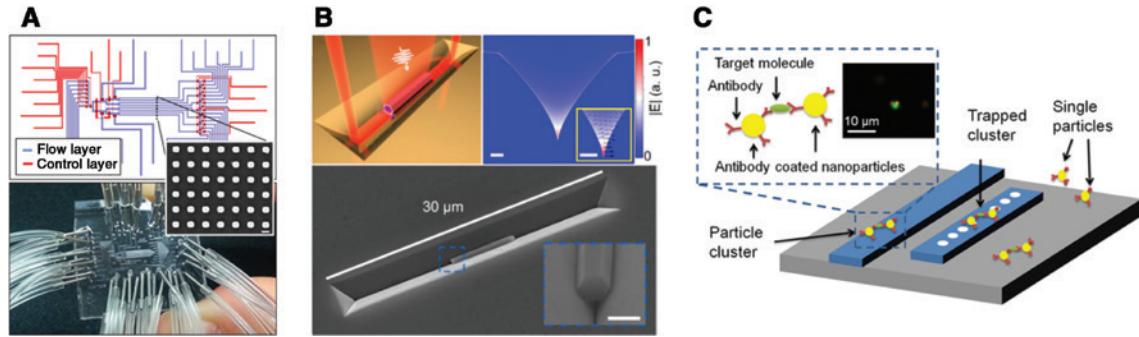 A
Flow layer
Control layer
B
30 μm
1
|E| (a. u.)
0
C
Target molecule
Antibody
10 μm
Antibody coated nanoparticles
Trapped
cluster
Single
particles
Particle
cluster